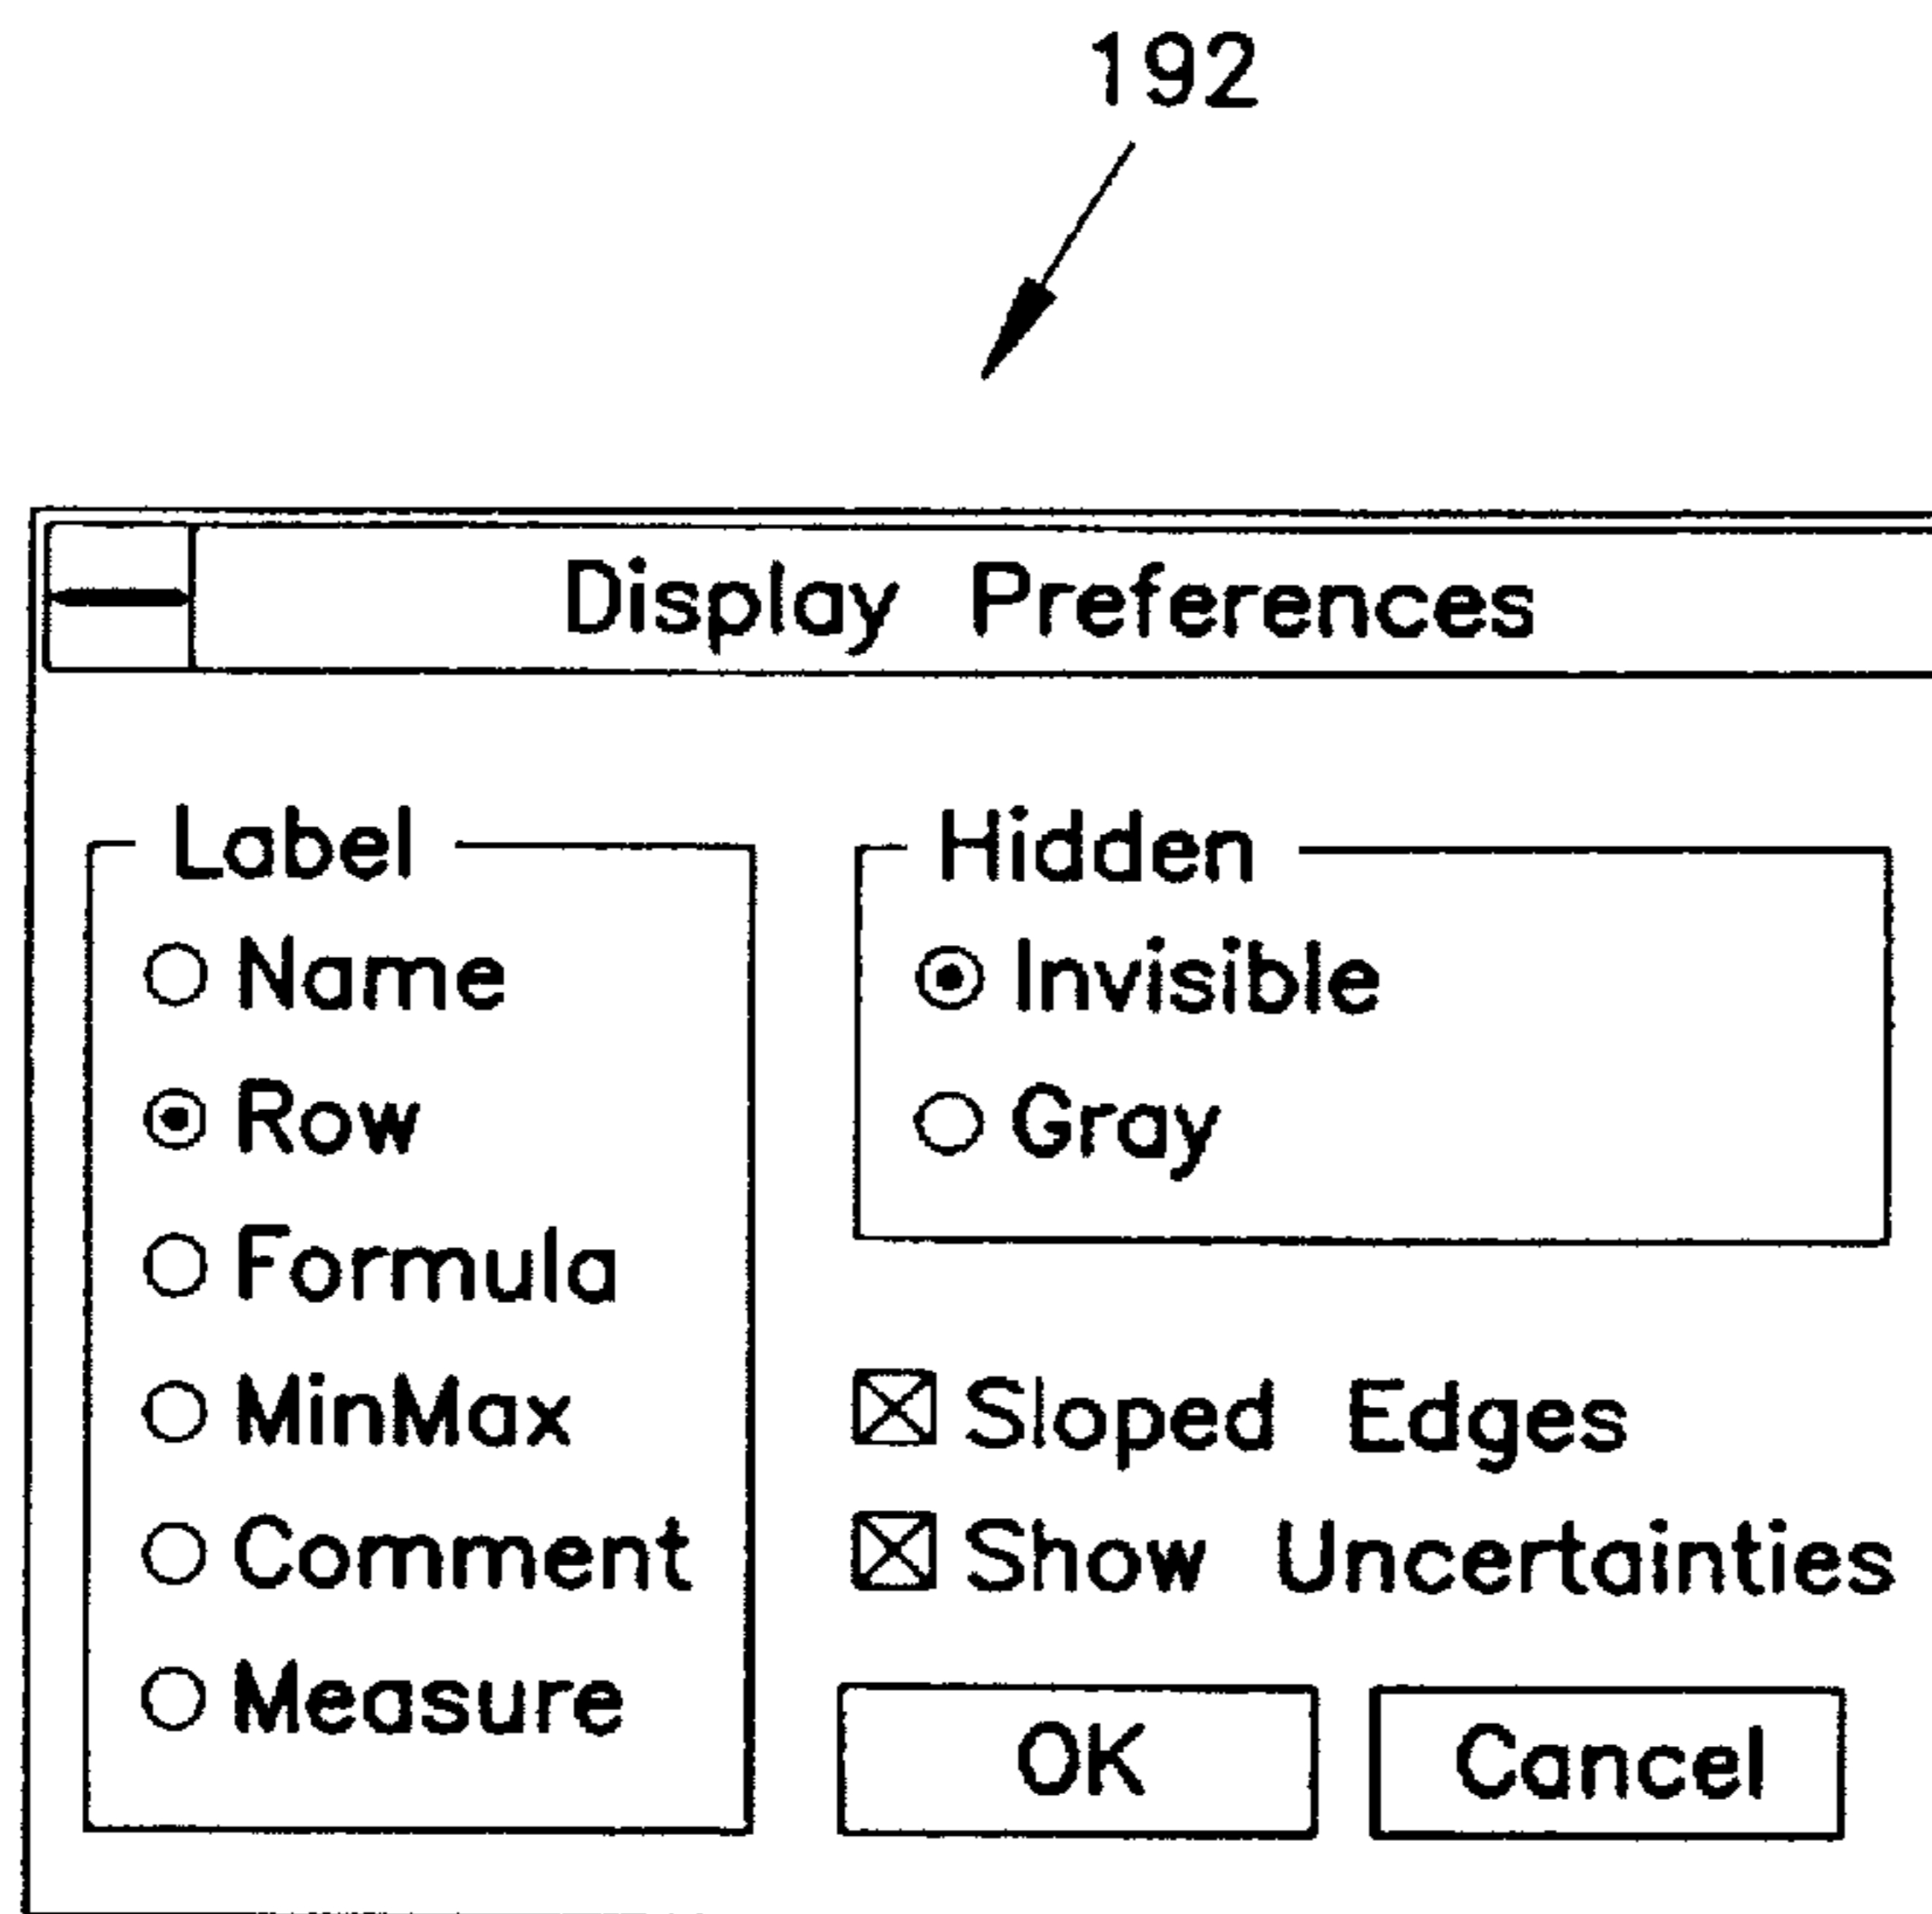 192
Display Preferences
Label
Name
Row
Formula
MinMax
Comment
Measure
Hidden
Invisible
Gray
Sloped Edges
Show Uncertainties
OK
Cancel